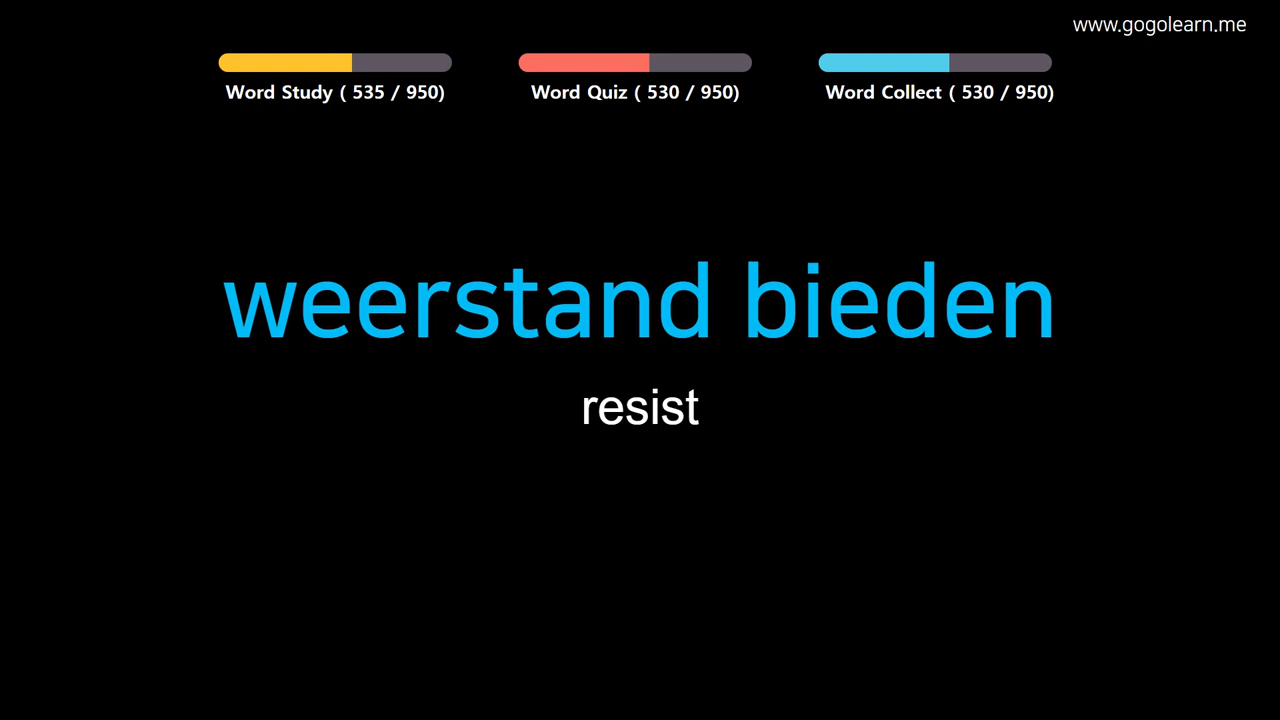 www.gogolearn.me
Word Study ( 535 / 950)
Word Quiz ( 530 / 950)
Word Collect ( 530 / 950)
weerstand bieden
resist